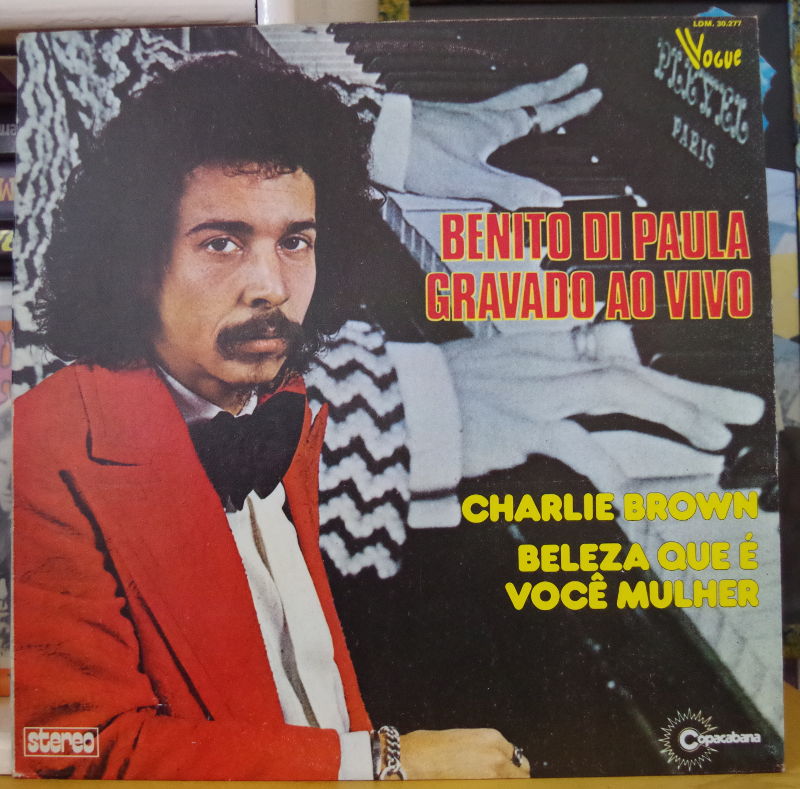 LDM. 30.277
Vogue
PLEYEL
PARIS
BENITO DI PAULA
GRAVADO AO VIVO
CHARLIE BROWN
BELEZA QUE É
VOCÊ MULHER
stereo
Copacabana